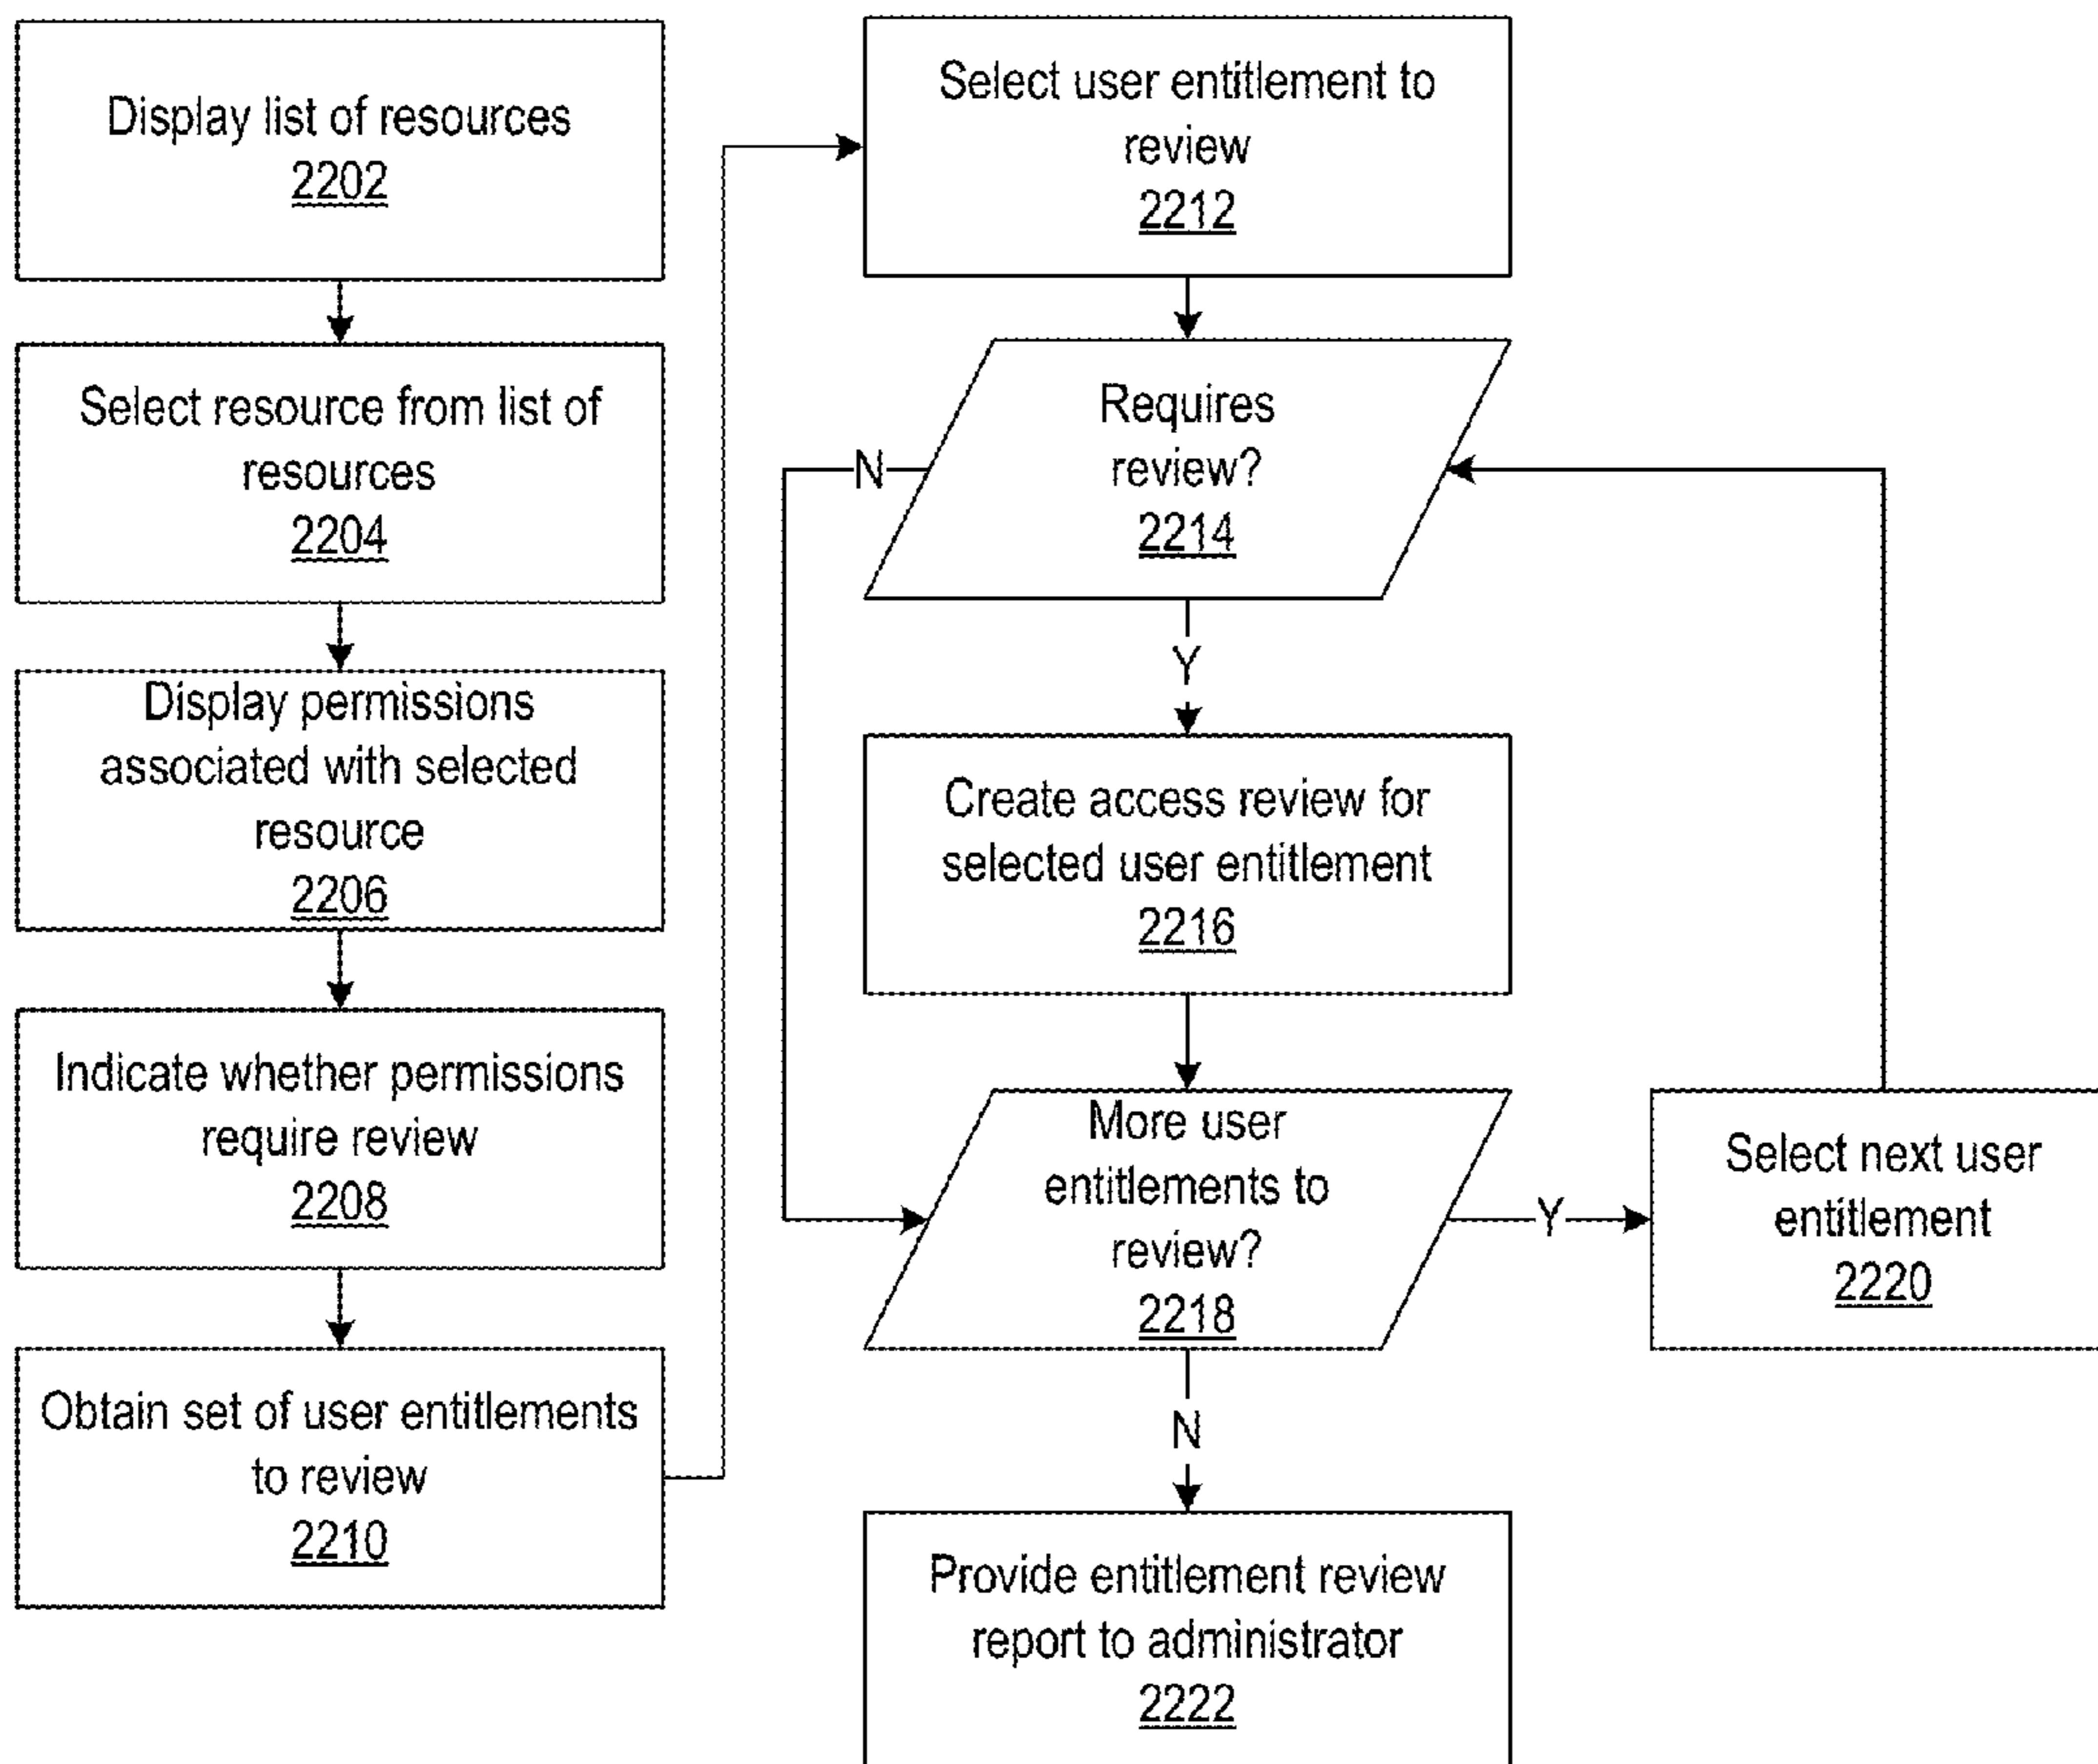 Display list of resources
2202
Select resource from list of
resources
2204
Display permissions
associated with selected
resource
2206
Indicate whether permissions
require review
2208
Obtain set of user entitlements
to review
2210
Select user entitlement to
review
2212
Requires
review?
2214
N
Y
Create access review for
selected user entitlement
2216
More user
entitlements to
review?
2218
Y
Select next user
entitlement
2220
N
Provide entitlement review
report to administrator
2222